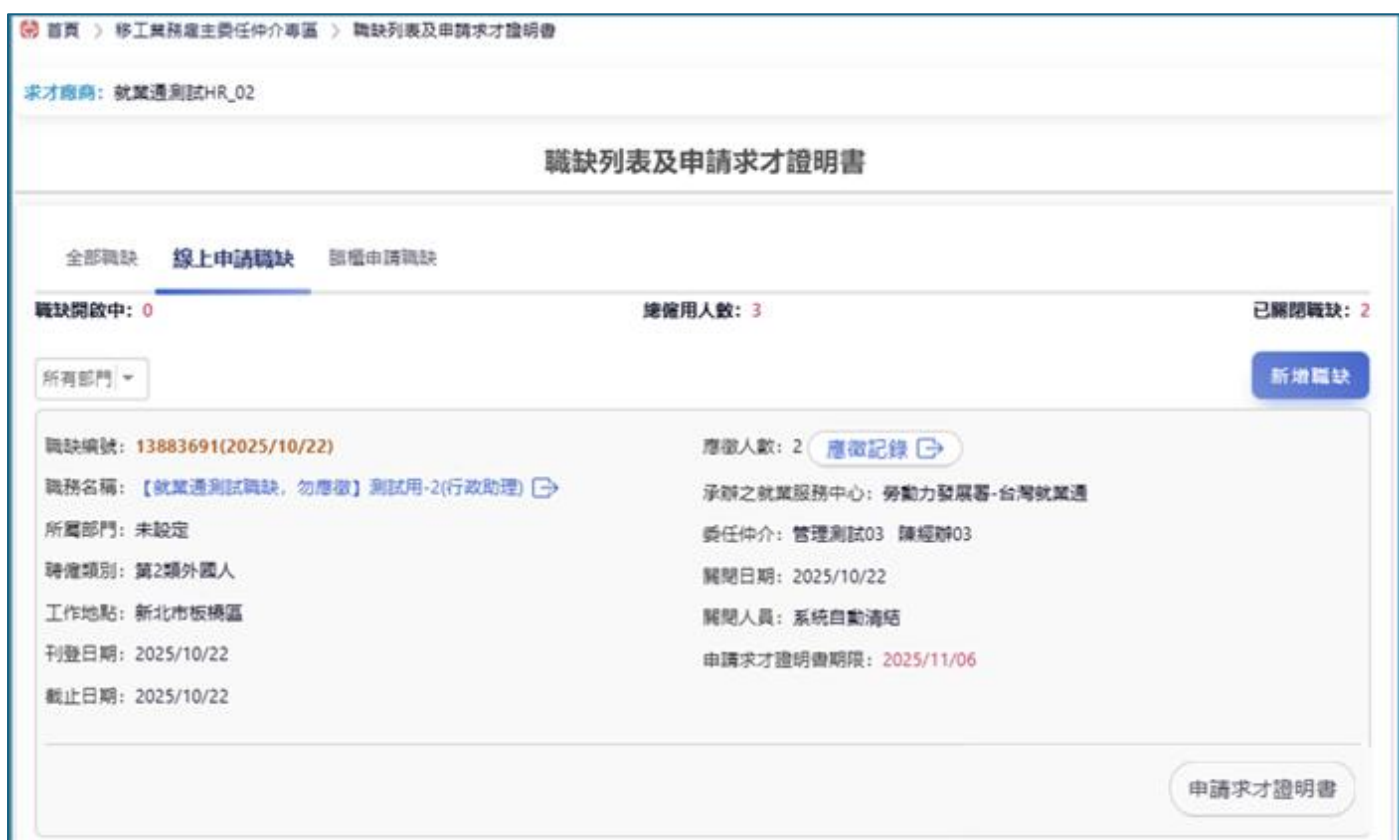 首頁 > 移工業務雇主委任仲介專區 > 職缺列表及申請求才證明書
求才廠商: 就業通測試HR_02
職缺列表及申請求才證明書
全部職缺 線上申請職缺 臨櫃申請職缺
職缺開啟中: 0 總僱用人數: 3 已關閉職缺: 2
所有部門 新增職缺
職缺編號: 13883691(2025/10/22)
職務名稱: 【就業通測試職缺, 勿應徵】測試用-2(行政助理)
所屬部門: 未設定
聘僱類別: 第2類外國人
工作地點: 新北市板橋區
刊登日期: 2025/10/22
截止日期: 2025/10/22
應徵人數: 2 應徵記錄
承辦之就業服務中心: 勞動力發展署-台灣就業通
委任仲介: 管理測試03 陳經辦03
關閉日期: 2025/10/22
關閉人員: 系統自動清結
申請求才證明書期限: 2025/11/06
申請求才證明書